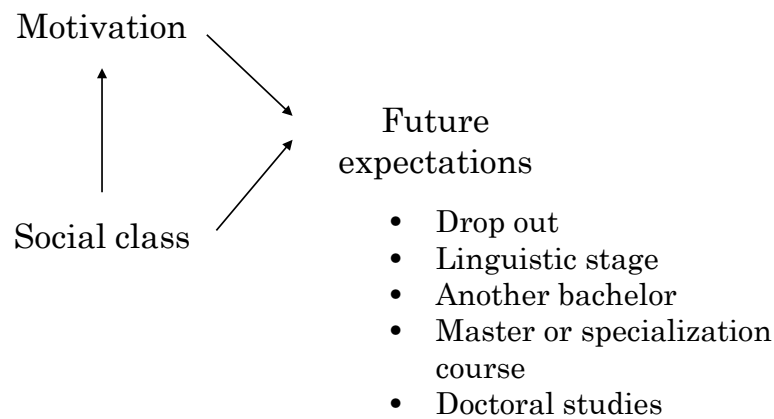 Motivation
Future
expectations
Social class
• Drop out
• Linguistic stage
• Another bachelor
• Master or specialization
course
• Doctoral studies